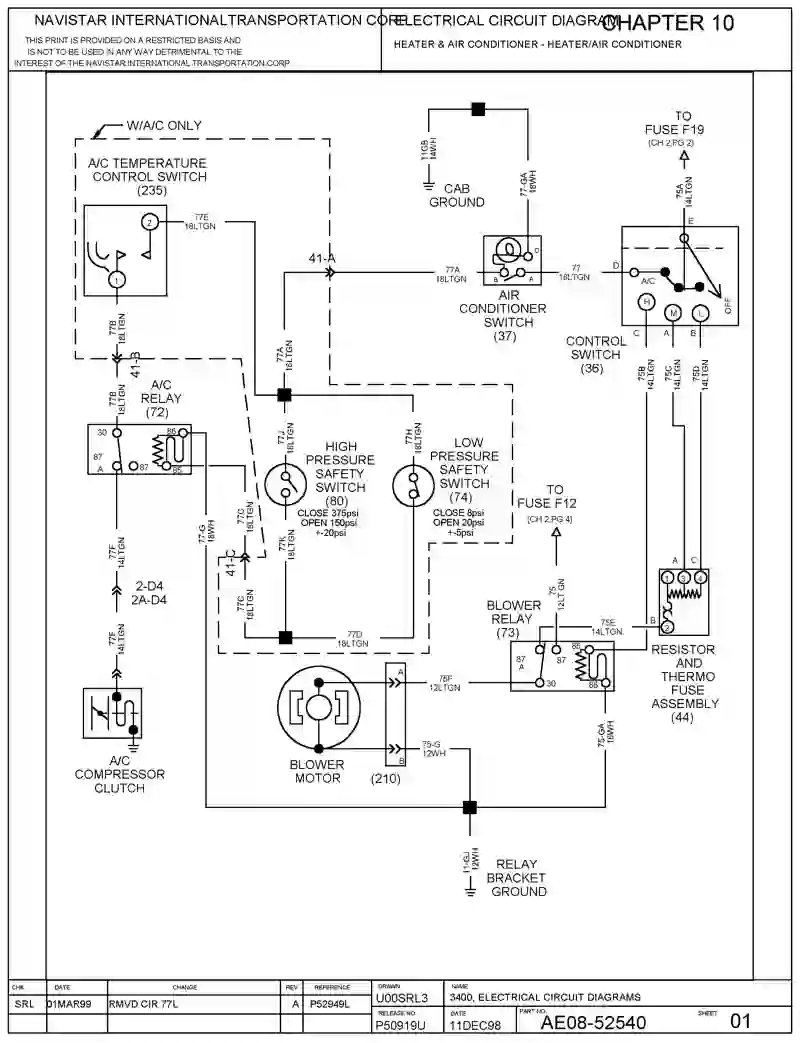 NAVISTAR INTERNATIONALTRANSPORTATION CORP
ELECTRICAL CIRCUIT DIAGRAM
CHAPTER 10
THIS PRINT IS PROVIDED ON A RESTRICTED BASIS AND
IS NOT TO BE USED IN ANY WAY DETRIMENTAL TO THE
INTEREST OF THE NAVISTAR INTERNATIONAL TRANSPORTATION CORP
HEATER & AIR CONDITIONER - HEATER/AIR CONDITIONER
W/A/C ONLY
A/C TEMPERATURE
CONTROL SWITCH
(235)
2
1
77E
18LTGN
77B
18LTGN
41-B
77B
18LTGN
A/C
RELAY
(72)
30
86
87
A
87
85
77F
14LTGN
2-D4
2A-D4
77F
14LTGN
A/C
COMPRESSOR
CLUTCH
77-G
18WH
77C
18LTGN
41-C
77C
18LTGN
11GB
14WH
CAB
GROUND
77-GA
18WH
41-A
77A
18LTGN
77A
18LTGN
B
A
AIR
CONDITIONER
SWITCH
(37)
77
18LTGN
TO
FUSE F19
(CH 2,PG 2)
75A
14LTGN
E
D
A/C
OFF
H
M
L
C
A
B
CONTROL
SWITCH
(36)
75B
14LTGN
75C
14LTGN
75D
14LTGN
77J
18LTGN
77H
18LTGN
HIGH
PRESSURE
SAFETY
SWITCH
(80)
CLOSE 375psi
OPEN 150psi
+-20psi
LOW
PRESSURE
SAFETY
SWITCH
(74)
CLOSE 8psi
OPEN 20psi
+-5psi
77K
18LTGN
77D
18LTGN
TO
FUSE F12
(CH 2,PG 4)
75
12LT GN
BLOWER
RELAY
(73)
75E
14LTGN
87
A
87
30
86
A
C
1
3
4
B
2
RESISTOR
AND
THERMO
FUSE
ASSEMBLY
(44)
75F
12LTGN
A
B
75-G
12WH
BLOWER
MOTOR
(210)
75-GA
16WH
11-GJ
12WH
RELAY
BRACKET
GROUND
CHK
DATE
CHANGE
REV
REFERENCE
DRAWN
NAME
SRL
01MAR99
RMVD CIR 77L
A
P52949L
U00SRL3
3400, ELECTRICAL CIRCUIT DIAGRAMS
RELEASE NO.
DATE
PART NO.
SHEET
P50919U
11DEC98
AE08-52540
01